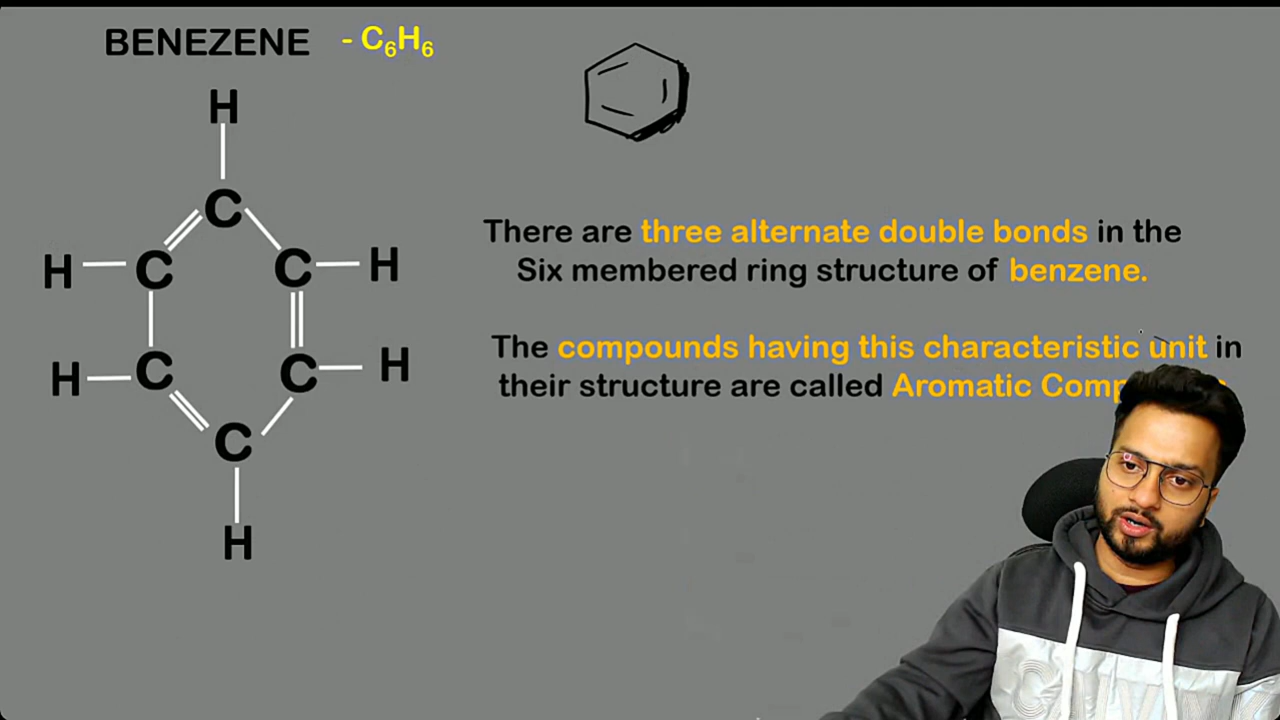 BENEZENE - C₆H₆
H
C
H C C H
H C C H
C
H
There are three alternate double bonds in the
Six membered ring structure of benzene.
The compounds having this characteristic unit in
their structure are called Aromatic